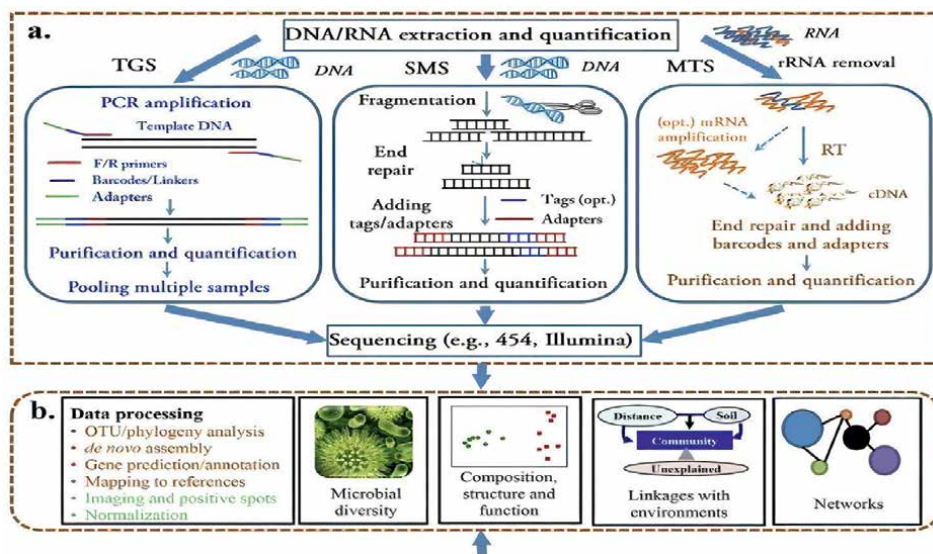 a.
DNA/RNA extraction and quantification
RNA
TGS
DNA
SMS
DNA
MTS
rRNA removal
PCR amplification
Template DNA
F/R primers
Barcodes/Linkers
Adapters
Purification and quantification
Pooling multiple samples
Fragmentation
End
repair
Adding
tags/adapters
Tags (opt.)
Adapters
Purification and quantification
(opt.) mRNA
amplification
RT
cDNA
End repair and adding
barcodes and adapters
Purification and quantification
Sequencing (e.g., 454, Illumina)
b.
Data processing
• OTU/phylogeny analysis
• de novo assembly
• Gene prediction/annotation
• Mapping to references
• Imaging and positive spots
• Normalization
Microbial
diversity
Composition,
structure and
function
Distance
Soil
Community
Unexplained
Linkages with
environments
Networks